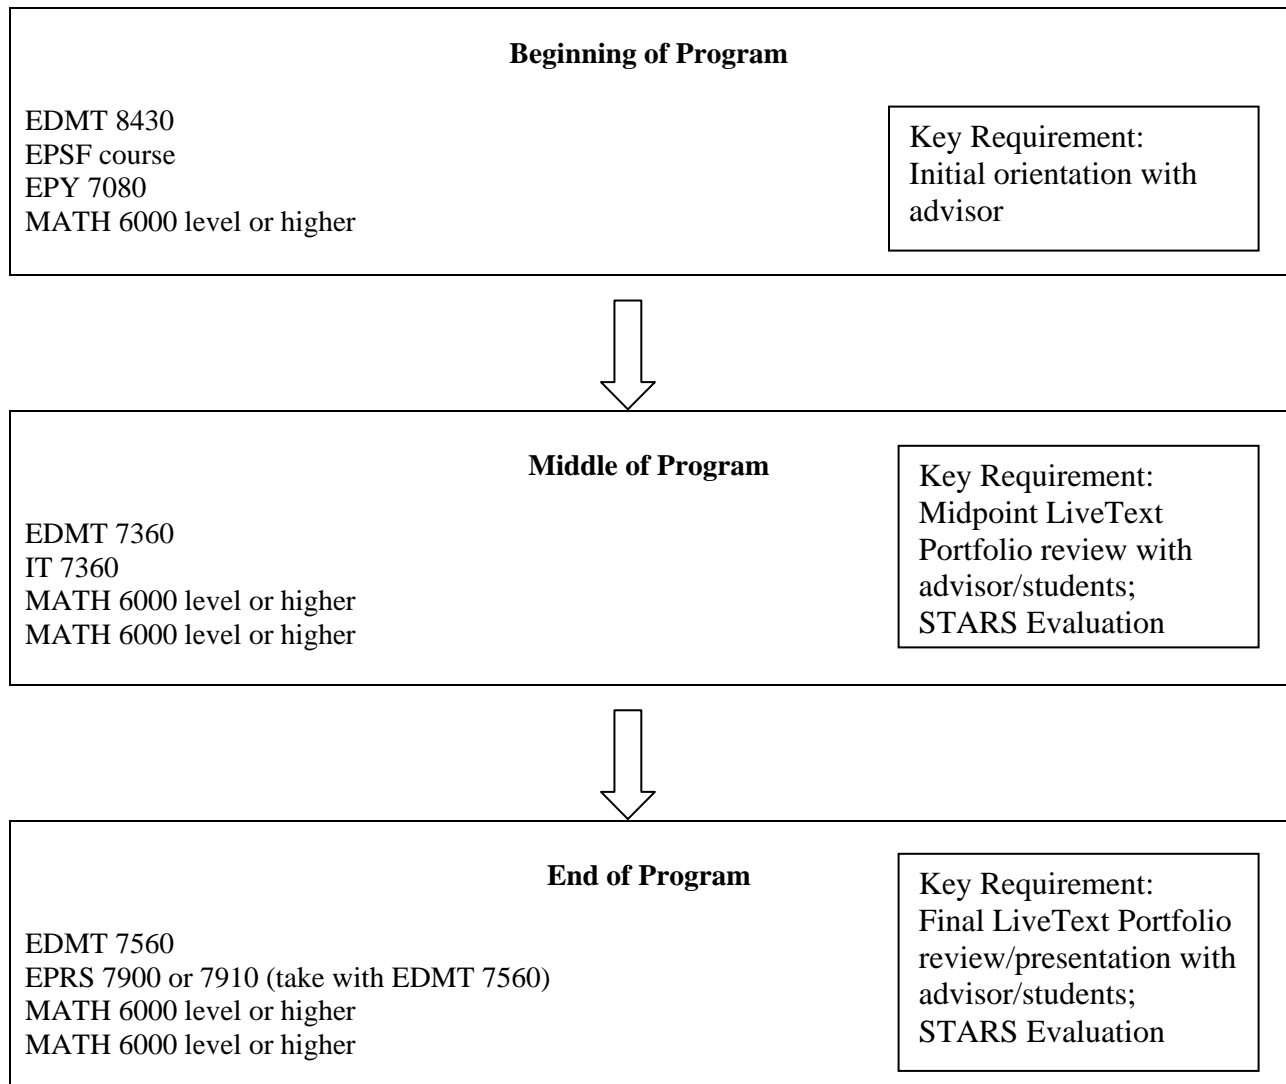 Beginning of Program
EDMT 8430
EPSF course
EPY 7080
MATH 6000 level or higher
Key Requirement:
Initial orientation with
advisor
Middle of Program
EDMT 7360
IT 7360
MATH 6000 level or higher
MATH 6000 level or higher
Key Requirement:
Midpoint LiveText
Portfolio review with
advisor/students;
STARS Evaluation
End of Program
EDMT 7560
EPRS 7900 or 7910 (take with EDMT 7560)
MATH 6000 level or higher
MATH 6000 level or higher
Key Requirement:
Final LiveText Portfolio
review/presentation with
advisor/students;
STARS Evaluation